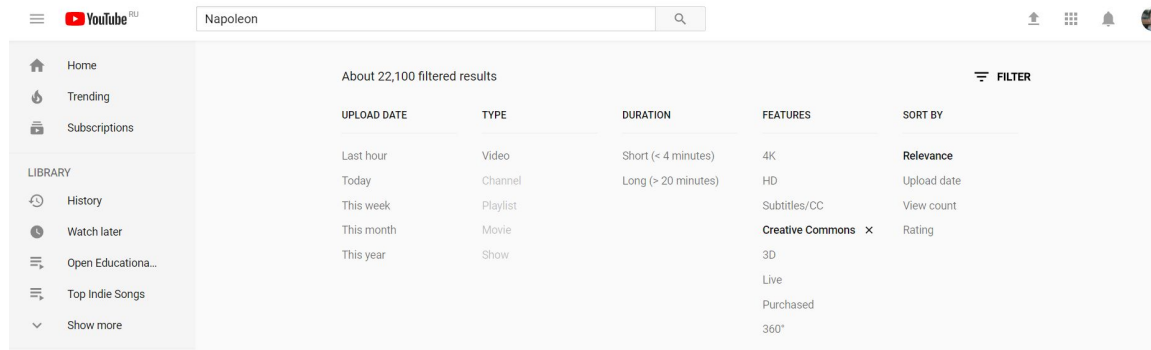 YouTube RU
Napoleon
Home
Trending
Subscriptions
LIBRARY
History
Watch later
Open Educationa...
Top Indie Songs
Show more
About 22,100 filtered results
FILTER
UPLOAD DATE
Last hour
Today
This week
This month
This year
TYPE
Video
Channel
Playlist
Movie
Show
DURATION
Short (< 4 minutes)
Long (> 20 minutes)
FEATURES
4K
HD
Subtitles/CC
Creative Commons ×
3D
Live
Purchased
360°
SORT BY
Relevance
Upload date
View count
Rating